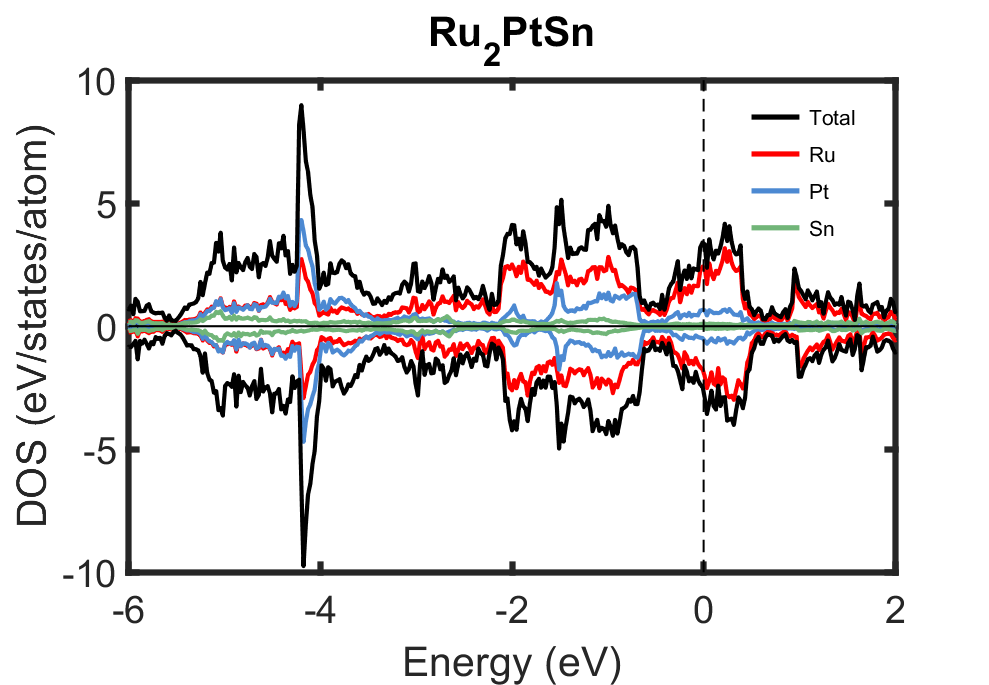 Ru₂PtSn
10
5
0
-5
-10
DOS (eV/states/atom)
Total
Ru
Pt
Sn
-6 -4 -2 0 2
Energy (eV)